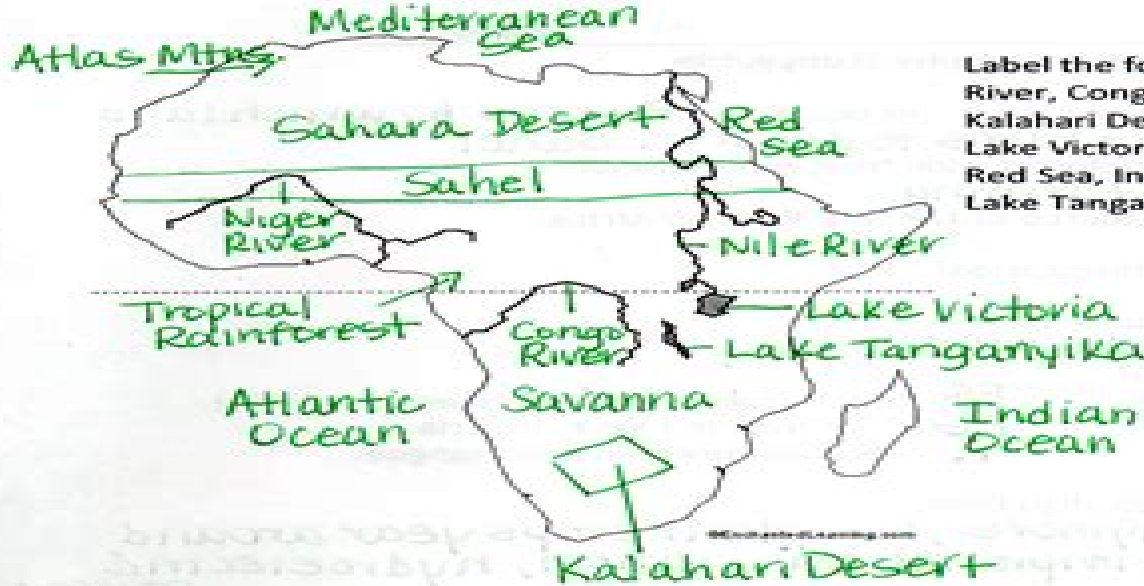 Mediterranean
Sea
Atlas Mtns.
Label the fo
River, Cong
Kalahari De
Lake Victor
Red Sea, In
Lake Tanga
Sahara Desert
Red
Sea
Sahel
Niger
River
Nile River
Tropical
Rainforest
Congo
River
Lake Victoria
Lake Tanganyika
Atlantic
Ocean
Savanna
Indian
Ocean
Kalahari Desert